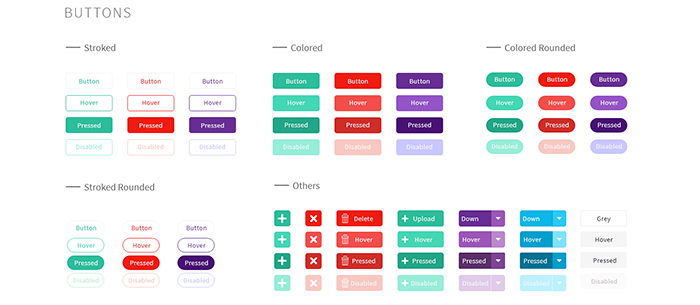 BUTTONS
Stroked
Button Button Button
Hover Hover Hover
Pressed Pressed Pressed
Disabled Disabled Disabled
Colored
Button Button Button
Hover Hover Hover
Pressed Pressed Pressed
Disabled Disabled Disabled
Colored Rounded
Button Button Button
Hover Hover Hover
Pressed Pressed Pressed
Disabled Disabled Disabled
Stroked Rounded
Button Button Button
Hover Hover Hover
Pressed Pressed Pressed
Disabled Disabled Disabled
Others
Delete Upload Down Down Grey
Hover Hover Hover Hover Hover
Pressed Pressed Pressed Pressed Pressed
Disabled Disabled Disabled Disabled Disabled